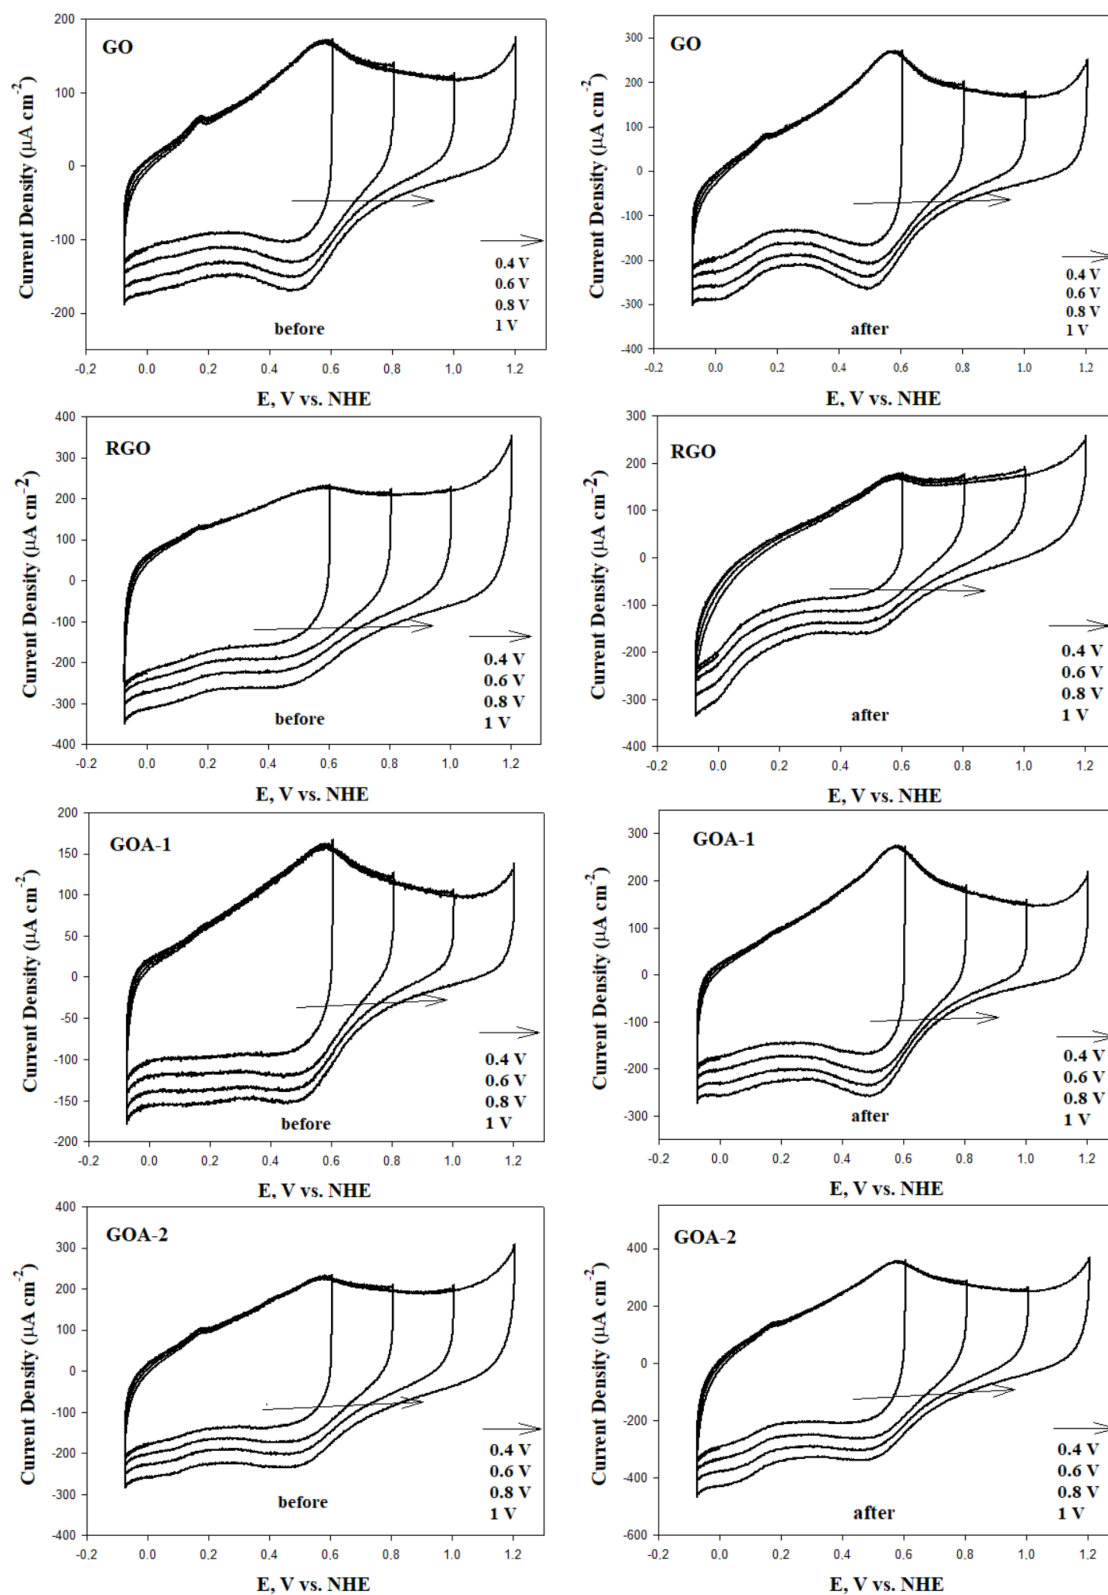 GO
Current Density (μA cm⁻²)
200
100
0
-100
-200
0.4 V
0.6 V
0.8 V
1 V
before
-0.2 0.0 0.2 0.4 0.6 0.8 1.0 1.2
E, V vs. NHE
GO
Current Density (μA cm⁻²)
300
200
100
0
-100
-200
-300
-400
0.4 V
0.6 V
0.8 V
1 V
after
-0.2 0.0 0.2 0.4 0.6 0.8 1.0 1.2
E, V vs. NHE
RGO
Current Density (μA cm⁻²)
400
300
200
100
0
-100
-200
-300
-400
0.4 V
0.6 V
0.8 V
1 V
before
-0.2 0.0 0.2 0.4 0.6 0.8 1.0 1.2
E, V vs. NHE
RGO
Current Density (μA cm⁻²)
300
200
100
0
-100
-200
-300
-400
0.4 V
0.6 V
0.8 V
1 V
after
-0.2 0.0 0.2 0.4 0.6 0.8 1.0 1.2
E, V vs. NHE
GOA-1
Current Density (μA cm⁻²)
200
150
100
50
0
-50
-100
-150
-200
0.4 V
0.6 V
0.8 V
1 V
before
-0.2 0.0 0.2 0.4 0.6 0.8 1.0 1.2
E, V vs. NHE
GOA-1
Current Density (μA cm⁻²)
300
200
100
0
-100
-200
-300
0.4 V
0.6 V
0.8 V
1 V
after
-0.2 0.0 0.2 0.4 0.6 0.8 1.0 1.2
E, V vs. NHE
GOA-2
Current Density (μA cm⁻²)
400
300
200
100
0
-100
-200
-300
-400
0.4 V
0.6 V
0.8 V
1 V
before
-0.2 0.0 0.2 0.4 0.6 0.8 1.0 1.2
E, V vs. NHE
GOA-2
Current Density (μA cm⁻²)
400
200
0
-200
-400
-600
0.4 V
0.6 V
0.8 V
1 V
after
-0.2 0.0 0.2 0.4 0.6 0.8 1.0 1.2
E, V vs. NHE